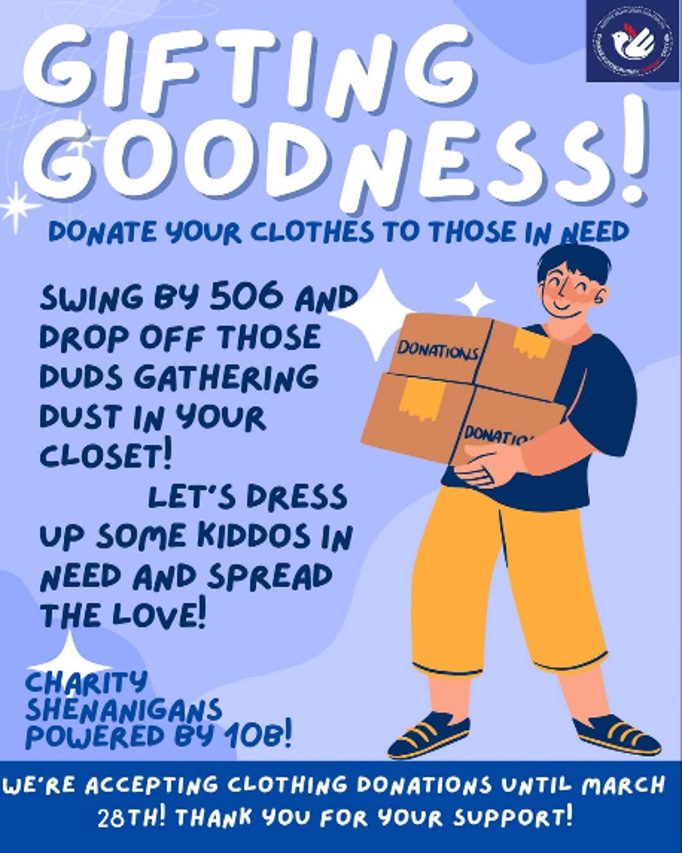 GIFTING
GOODNESS!
DONATE YOUR CLOTHES TO THOSE IN NEED
SWING BY 506 AND
DROP OFF THOSE
DUDS GATHERING
DUST IN YOUR
CLOSET!
LET'S DRESS
UP SOME KIDDOS IN
NEED AND SPREAD
THE LOVE!
DONATIONS
DONATIO
CHARITY
SHENANIGANS
POWERED BY 10B!
WE'RE ACCEPTING CLOTHING DONATIONS UNTIL MARCH
28TH! THANK YOU FOR YOUR SUPPORT!